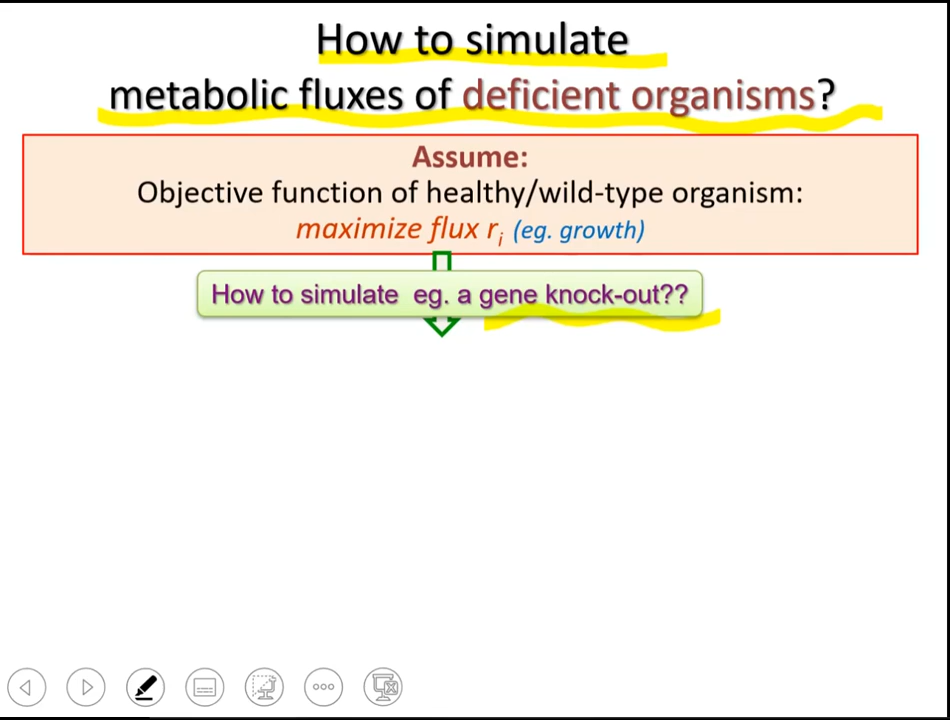 How to simulate
metabolic fluxes of deficient organisms?
Assume:
Objective function of healthy/wild-type organism:
maximize flux ri (eg. growth)
How to simulate eg. a gene knock-out??